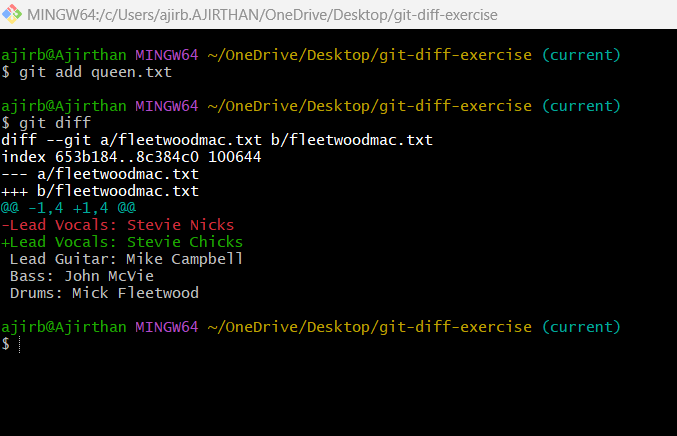 MINGW64:/c/Users/ajirb.AJIRTHAN/OneDrive/Desktop/git-diff-exercise
ajirb@Ajirthan MINGW64 ~/OneDrive/Desktop/git-diff-exercise (current)
$ git add queen.txt
ajirb@Ajirthan MINGW64 ~/OneDrive/Desktop/git-diff-exercise (current)
$ git diff
diff --git a/fleetwoodmac.txt b/fleetwoodmac.txt
index 653b184..8c384c0 100644
--- a/fleetwoodmac.txt
+++ b/fleetwoodmac.txt
@@ -1,4 +1,4 @@
-Lead Vocals: Stevie Nicks
+Lead Vocals: Stevie Chicks
 Lead Guitar: Mike Campbell
 Bass: John McVie
 Drums: Mick Fleetwood
ajirb@Ajirthan MINGW64 ~/OneDrive/Desktop/git-diff-exercise (current)
$